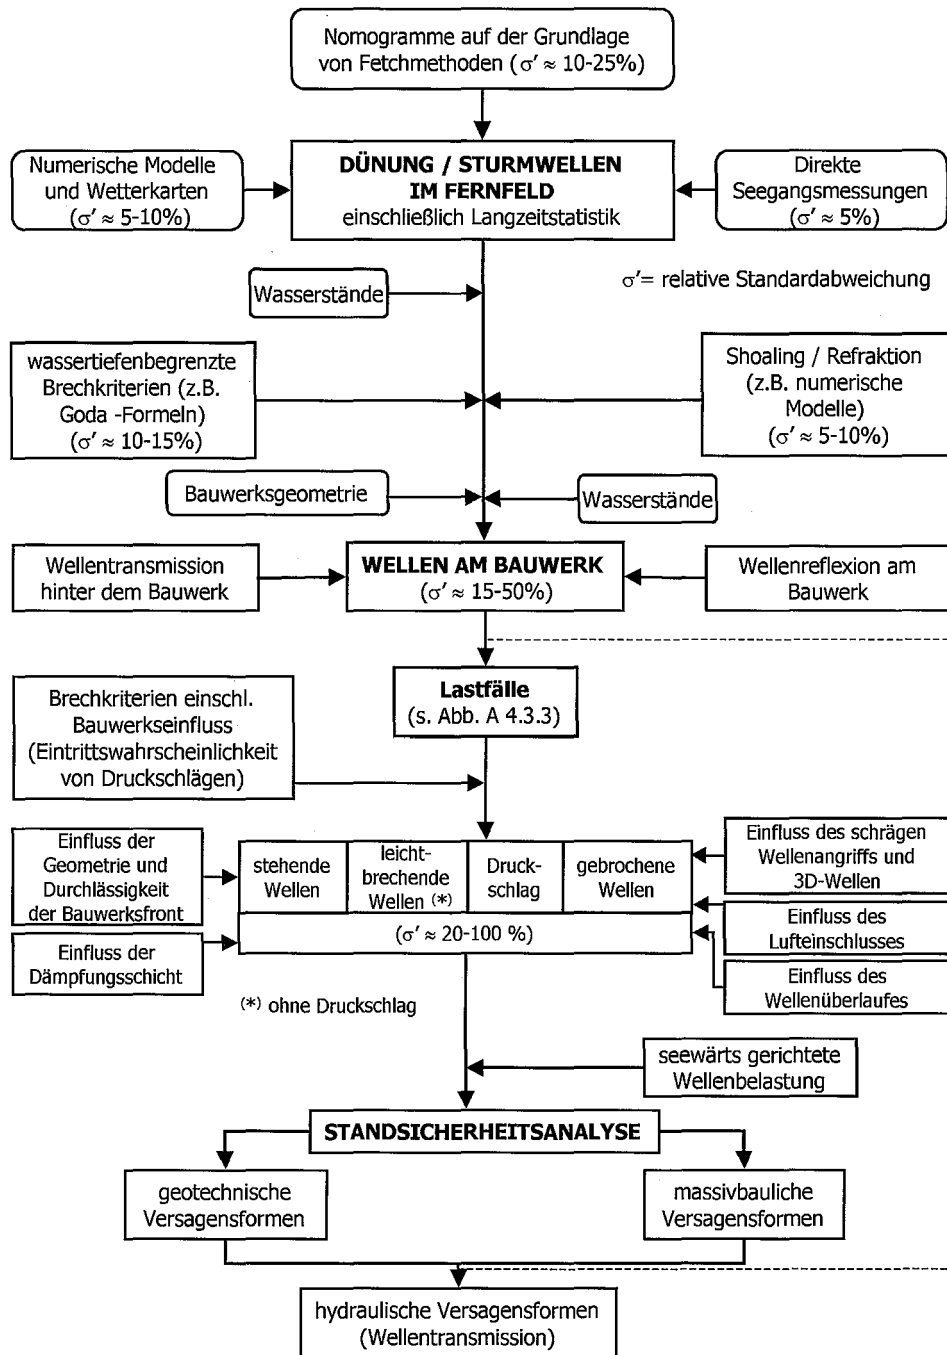 Nomogramme auf der Grundlage
von Fetchmethoden (σ’ ≈ 10-25%)
Numerische Modelle
und Wetterkarten
(σ’ ≈ 5-10%)
DÜNUNG / STURMWELLEN
IM FERNFELD
einschließlich Langzeitstatistik
Direkte
Seegangsmessungen
(σ’ ≈ 5%)
Wasserstände
σ’= relative Standardabweichung
wassertiefenbegrenzte
Brechkriterien (z.B.
Goda -Formeln)
(σ’ ≈ 10-15%)
Shoaling / Refraktion
(z.B. numerische
Modelle)
(σ’ ≈ 5-10%)
Bauwerksgeometrie
Wasserstände
Wellentransmission
hinter dem Bauwerk
WELLEN AM BAUWERK
(σ’ ≈ 15-50%)
Wellenreflexion am
Bauwerk
Lastfälle
(s. Abb. A 4.3.3)
Brechkriterien einschl.
Bauwerkseinfluss
(Eintrittswahrscheinlichkeit
von Druckschlägen)
Einfluss der
Geometrie und
Durchlässigkeit
der Bauwerksfront
stehende
Wellen
leicht-
brechende
Wellen (*)
Druck-
schlag
gebrochene
Wellen
Einfluss des schrägen
Wellenangriffs und
3D-Wellen
(σ’ ≈ 20-100 %)
Einfluss des
Lufteinschlusses
Einfluss der
Dämpfungsschicht
Einfluss des
Wellenüberlaufes
(*) ohne Druckschlag
seewärts gerichtete
Wellenbelastung
STANDSICHERHEITSANALYSE
geotechnische
Versagensformen
massivbauliche
Versagensformen
hydraulische Versagensformen
(Wellentransmission)